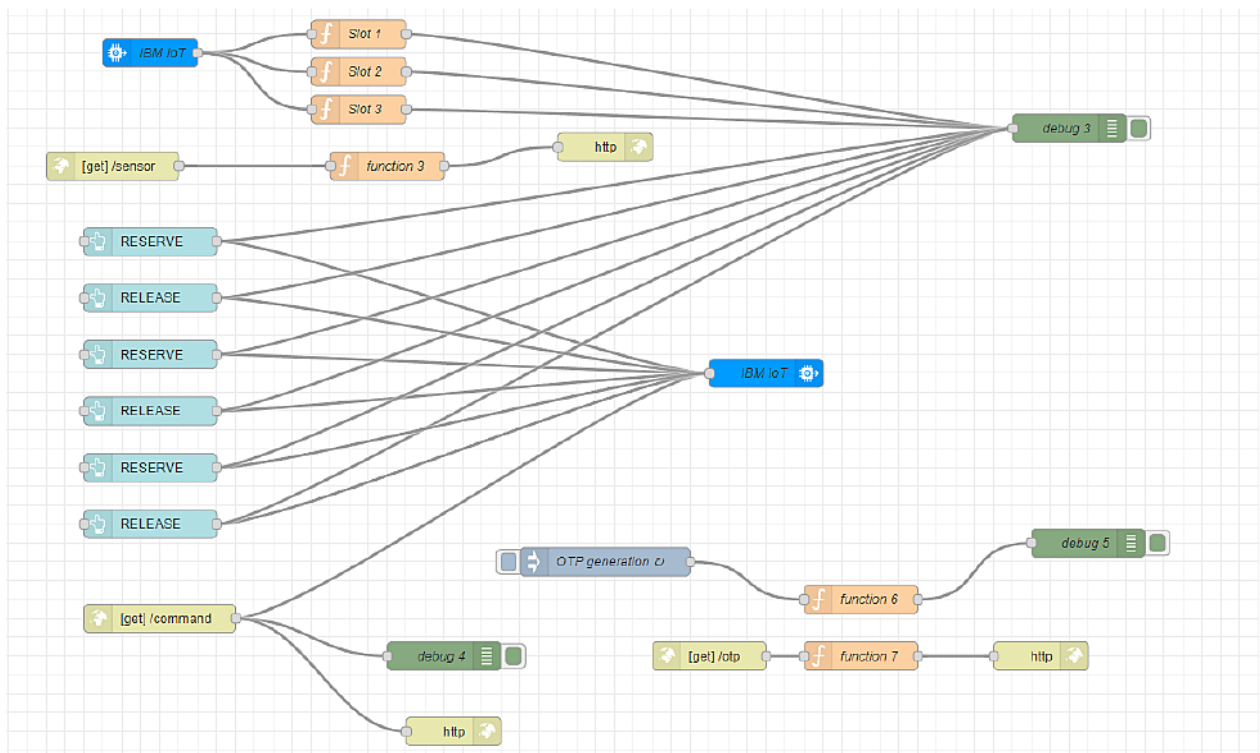 IBM IoT
Slot 1
Slot 2
Slot 3
debug 3
[get] /sensor
function 3
http
RESERVE
RELEASE
RESERVE
IBM IoT
RELEASE
RESERVE
RELEASE
OTP generation ↻
debug 5
function 6
[get] /command
debug 4
[get] /otp
function 7
http
http